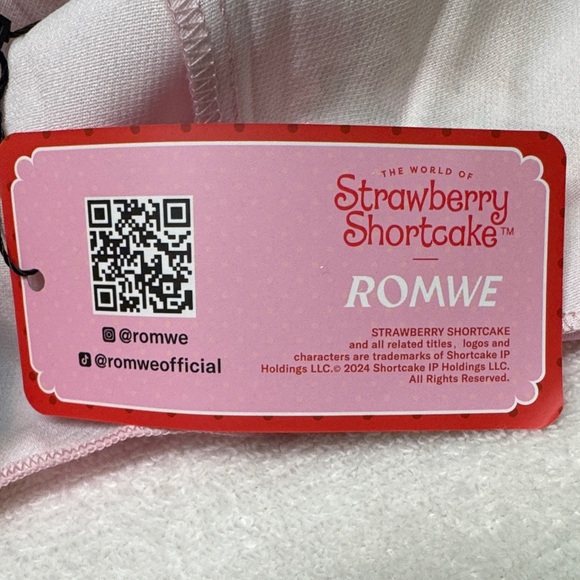 THE WORLD OF
Strawberry
Shortcake™
ROMWE
@romwe
@romweofficial
STRAWBERRY SHORTCAKE
and all related titles, logos and
characters are trademarks of Shortcake IP
Holdings LLC.© 2024 Shortcake IP Holdings LLC.
All Rights Reserved.